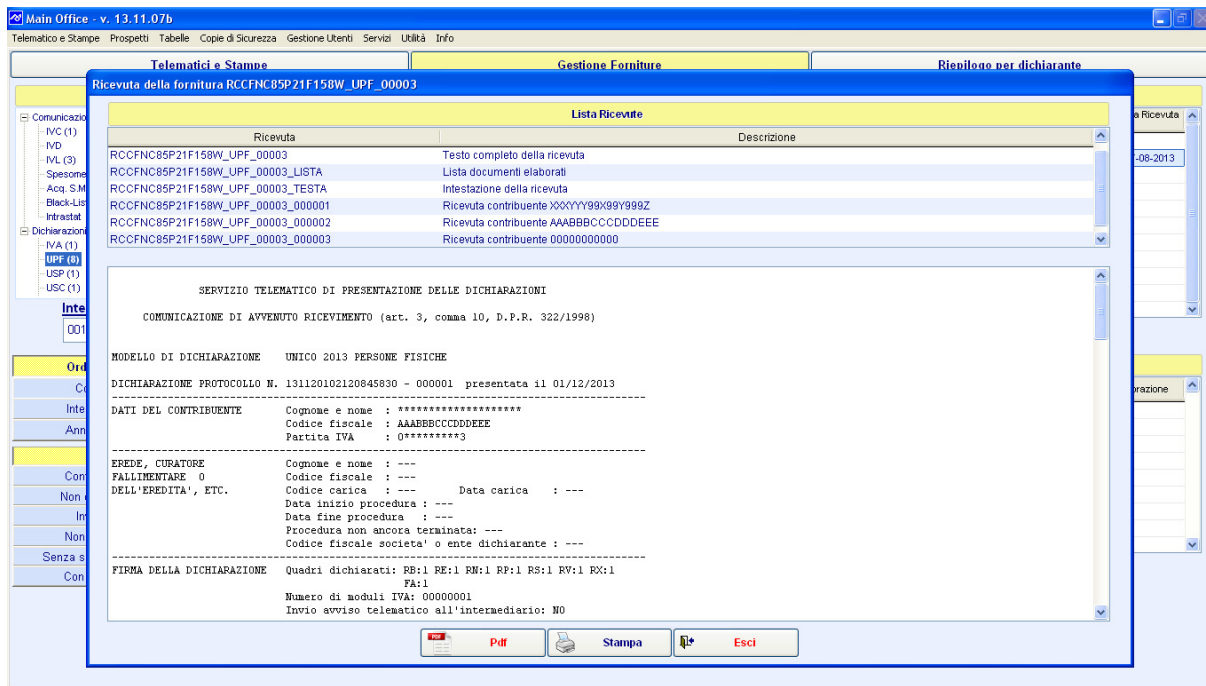 Main Office - v. 13.11.07b
Telematico e Stampe Prospetti Tabelle Copie di Sicurezza Gestione Utenti Servizi Utilità Info
Telematici e Stampe Gestione Forniture Riepilogo per dichiarante
Ricevuta della fornitura RCCFNC85P21F158W_UPF_00003
Lista Ricevute
Ricevuta Descrizione
RCCFNC85P21F158W_UPF_00003 Testo completo della ricevuta
RCCFNC85P21F158W_UPF_00003_LISTA Lista documenti elaborati
RCCFNC85P21F158W_UPF_00003_TESTA Intestazione della ricevuta
RCCFNC85P21F158W_UPF_00003_000001 Ricevuta contribuente XXXYYY99X99Y999Z
RCCFNC85P21F158W_UPF_00003_000002 Ricevuta contribuente AAABBBCCCDDDEEE
RCCFNC85P21F158W_UPF_00003_000003 Ricevuta contribuente 00000000000
Comunicazio
IVC (1)
IVD
IVL (3)
Spesome
Acq. S.M
Black-Lis
Intrastat
Dichiarazioni
IVA (1)
UPF (8)
USP (1)
USC (1)
Inte
001
Ord
Co
Inte
Ann
Con
Non
In
Non
Senza s
Con
a Ricevuta
-08-2013
orazione
SERVIZIO TELEMATICO DI PRESENTAZIONE DELLE DICHIARAZIONI
COMUNICAZIONE DI AVVENUTO RICEVIMENTO (art. 3, comma 10, D.P.R. 322/1998)
MODELLO DI DICHIARAZIONE UNICO 2013 PERSONE FISICHE
DICHIARAZIONE PROTOCOLLO N. 13112010212084583​0 - 000001 presentata il 01/12/2013
DATI DEL CONTRIBUENTE Cognome e nome : ********************
Codice fiscale : AAABBBCCCDDDEEE
Partita IVA : 0*********3
EREDE, CURATORE Cognome e nome : ---
FALLIMENTARE O Codice fiscale : ---
DELL'EREDITA', ETC. Codice carica : --- Data carica : ---
Data inizio procedura : ---
Data fine procedura : ---
Procedura non ancora terminata: ---
Codice fiscale societa' o ente dichiarante : ---
FIRMA DELLA DICHIARAZIONE Quadri dichiarati: RB:1 RE:1 RN:1 RP:1 RS:1 RV:1 RX:1
FA:1
Numero di moduli IVA: 00000001
Invio avviso telematico all'intermediario: NO
Pdf Stampa Esci